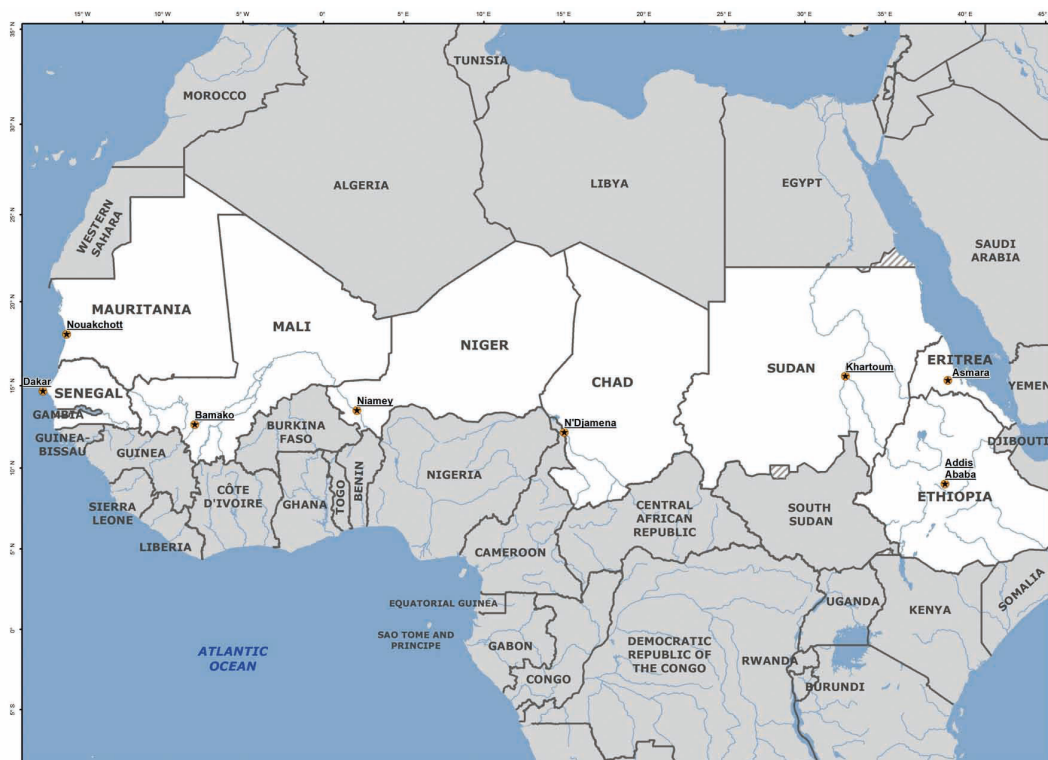 15° W
10° W
5° W
0°
5°E
10°E
15°E
20°E
25°E
30°E
35°E
40°E
45°E
35° N
30° N
25° N
20° N
15° N
10° N
5° N
0°
5° S
TUNISIA
MOROCCO
ALGERIA
LIBYA
EGYPT
WESTERN
SAHARA
SAUDI
ARABIA
MAURITANIA
Nouakchott
MALI
NIGER
CHAD
SUDAN
Khartoum
ERITREA
Asmara
YEMEN
Dakar
SENEGAL
GAMBIA
GUINEA-
BISSAU
GUINEA
Bamako
BURKINA
FASO
Niamey
N'Djamena
DJIBOUTI
Addis
Ababa
ETHIOPIA
SIERRA
LEONE
LIBERIA
CÔTE
D'IVOIRE
GHANA
TOGO
BENIN
NIGERIA
CENTRAL
AFRICAN
REPUBLIC
SOUTH
SUDAN
CAMEROON
SOMALIA
EQUATORIAL GUINEA
SAO TOME AND
PRINCIPE
GABON
CONGO
DEMOCRATIC
REPUBLIC OF
THE CONGO
UGANDA
KENYA
RWANDA
BURUNDI
ATLANTIC
OCEAN